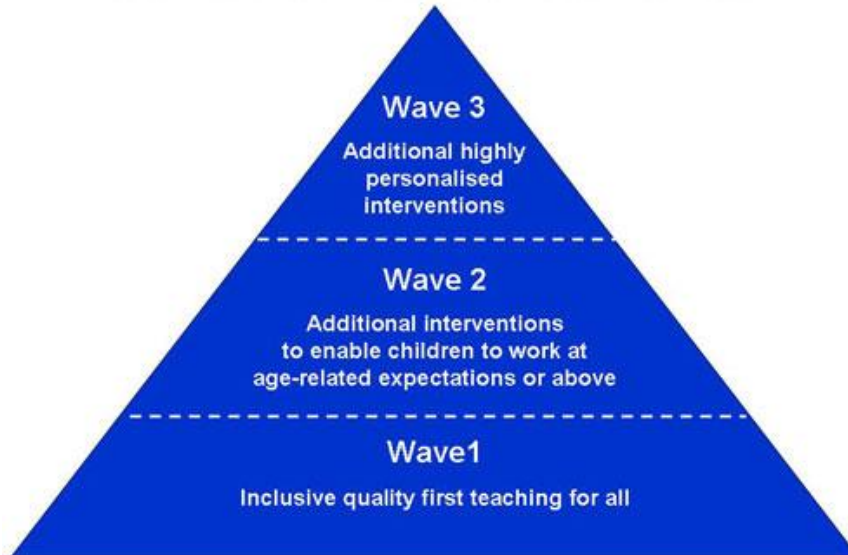 Wave 3
Additional highly
personalised
interventions
Wave 2
Additional interventions
to enable children to work at
age-related expectations or above
Wave1
Inclusive quality first teaching for all